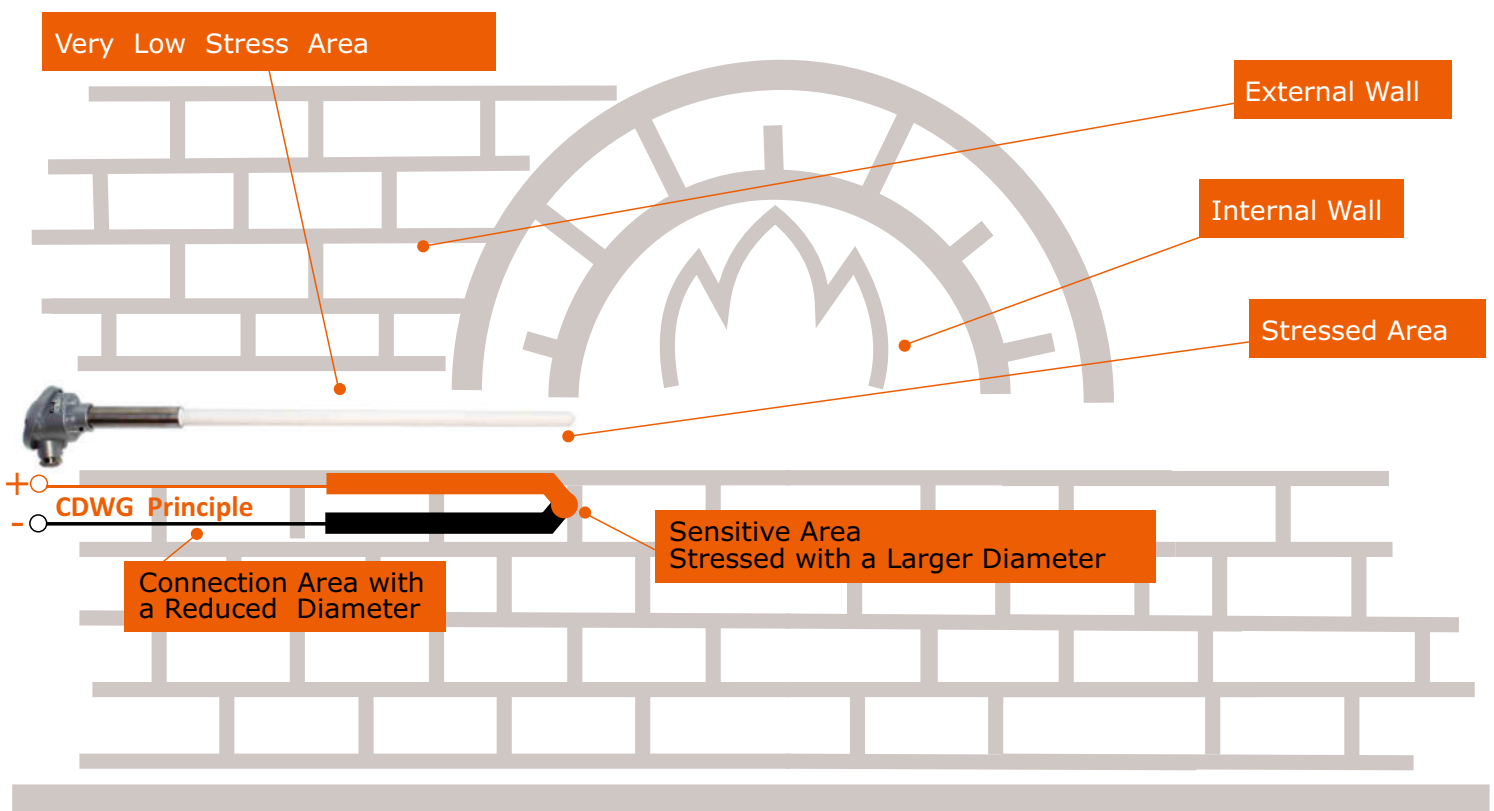 Very Low Stress Area
External Wall
Internal Wall
Stressed Area
+
CDWG Principle
-
Sensitive Area
Stressed with a Larger Diameter
Connection Area with
a Reduced Diameter